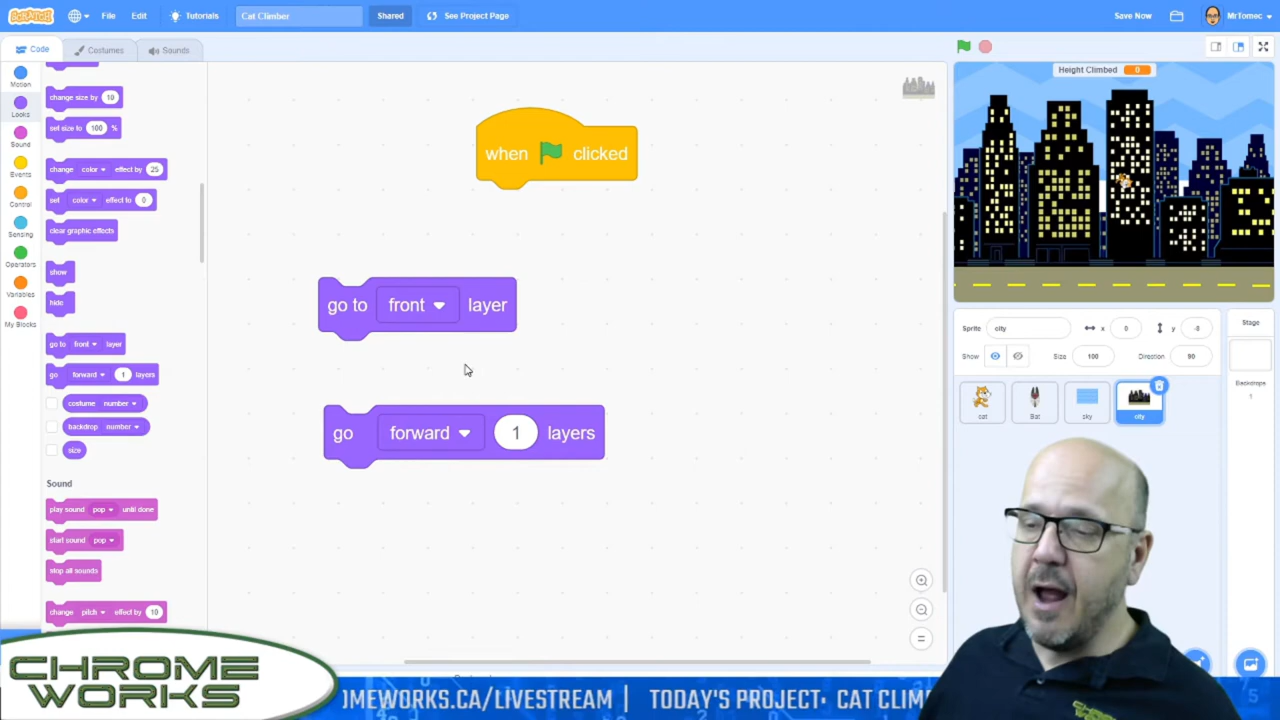 SCRATCH
File
Edit
Tutorials
Cat Climber
Shared
See Project Page
Save Now
MrTomec
Code
Costumes
Sounds
Motion
Looks
Sound
Events
Control
Sensing
Operators
Variables
My Blocks
change size by 10
set size to 100 %
change color effect by 25
set color effect to 0
clear graphic effects
show
hide
go to front layer
go forward 1 layers
costume number
backdrop number
size
Sound
play sound pop until done
start sound pop
stop all sounds
change pitch effect by 10
when clicked
go to front layer
go forward 1 layers
Height Climbed 0
Sprite city x 0 y -8
Show Size 100 Direction 90
cat
Bat
sky
city
Stage
Backdrops
1
CHROME
WORKS
OMEWORKS.CA/LIVESTREAM | TODAY'S PROJECT: CAT CLIM